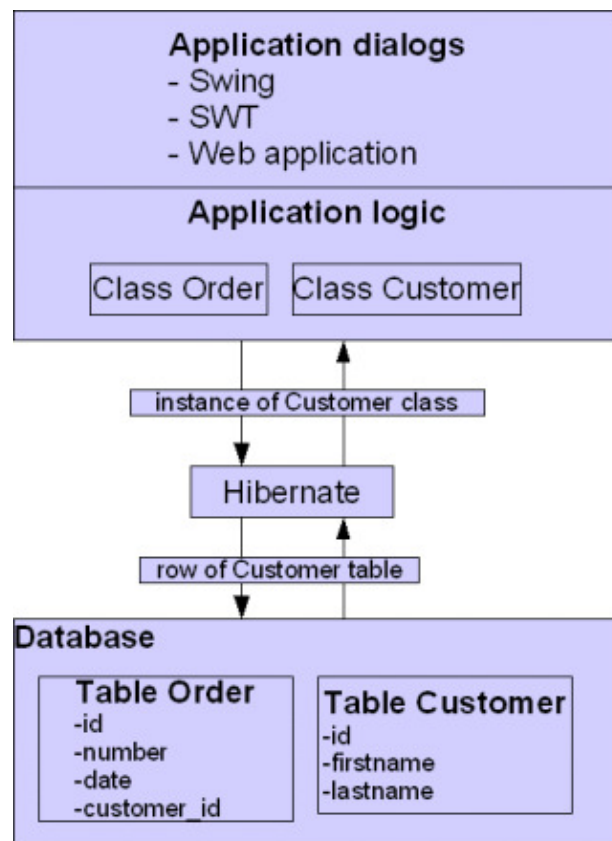 Application dialogs
- Swing
- SWT
- Web application
Application logic
Class Order
Class Customer
instance of Customer class
Hibernate
row of Customer table
Database
Table Order
-id
-number
-date
-customer_id
Table Customer
-id
-firstname
-lastname